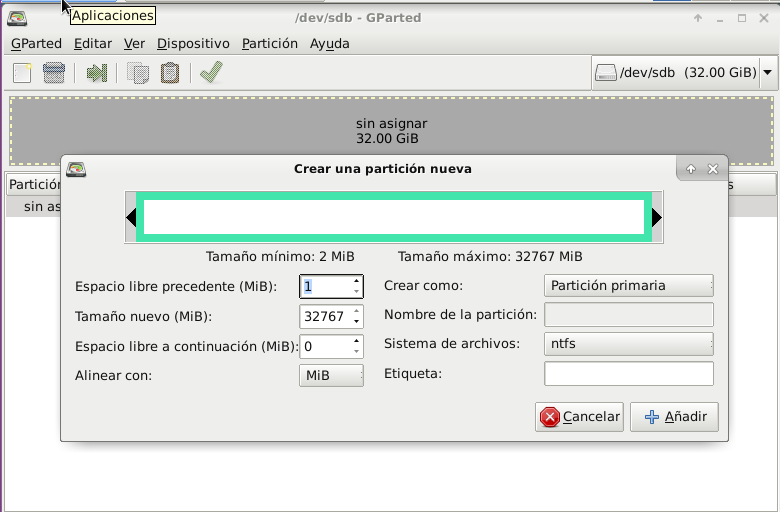 Aplicaciones
/dev/sdb - GParted
GParted Editar Ver Dispositivo Partición Ayuda
/dev/sdb (32.00 GiB)
sin asignar
32.00 GiB
Partición
sin as
Crear una partición nueva
Tamaño mínimo: 2 MiB Tamaño máximo: 32767 MiB
Espacio libre precedente (MiB): 1 Crear como: Partición primaria
Tamaño nuevo (MiB): 32767 Nombre de la partición:
Espacio libre a continuación (MiB): 0 Sistema de archivos: ntfs
Alinear con: MiB Etiqueta:
Cancelar Añadir